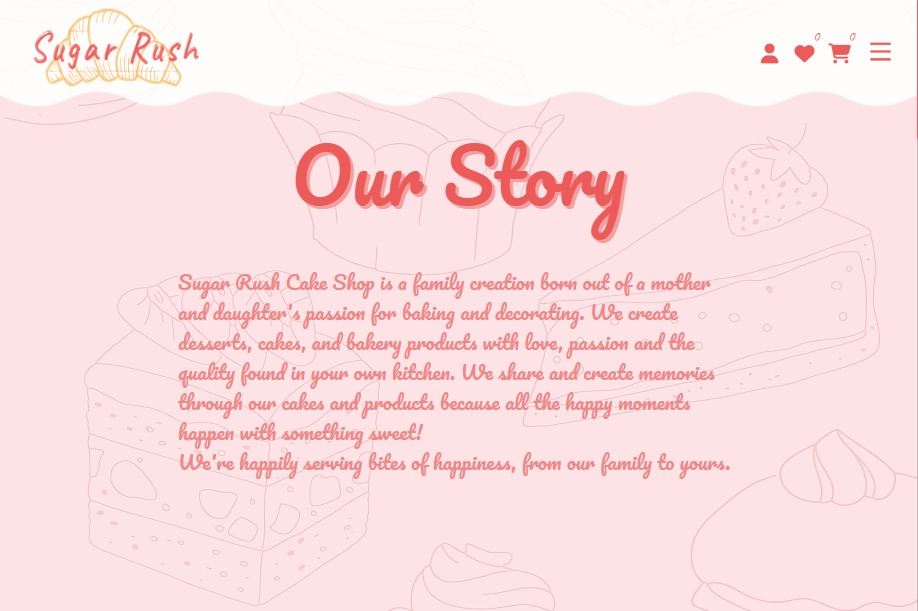 Sugar Rush
0 0
Our Story
Sugar Rush Cake Shop is a family creation born out of a mother
and daughter's passion for baking and decorating. We create
desserts, cakes, and bakery products with love, passion and the
quality found in your own kitchen. We share and create memories
through our cakes and products because all the happy moments
happen with something sweet!
We're happily serving bites of happiness, from our family to yours.